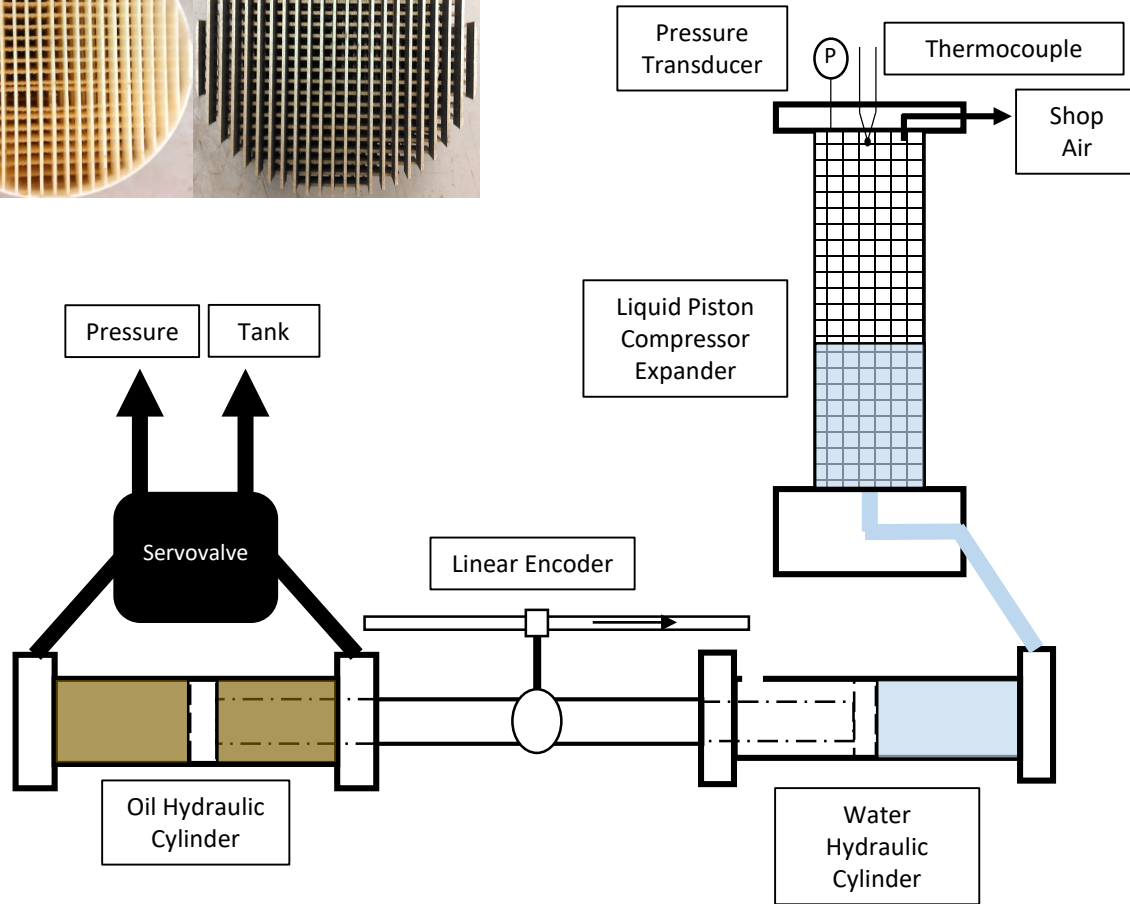 Pressure
Transducer
P
Thermocouple
Shop
Air
Liquid Piston
Compressor
Expander
Pressure
Tank
Servovalve
Linear Encoder
Oil Hydraulic
Cylinder
Water
Hydraulic
Cylinder